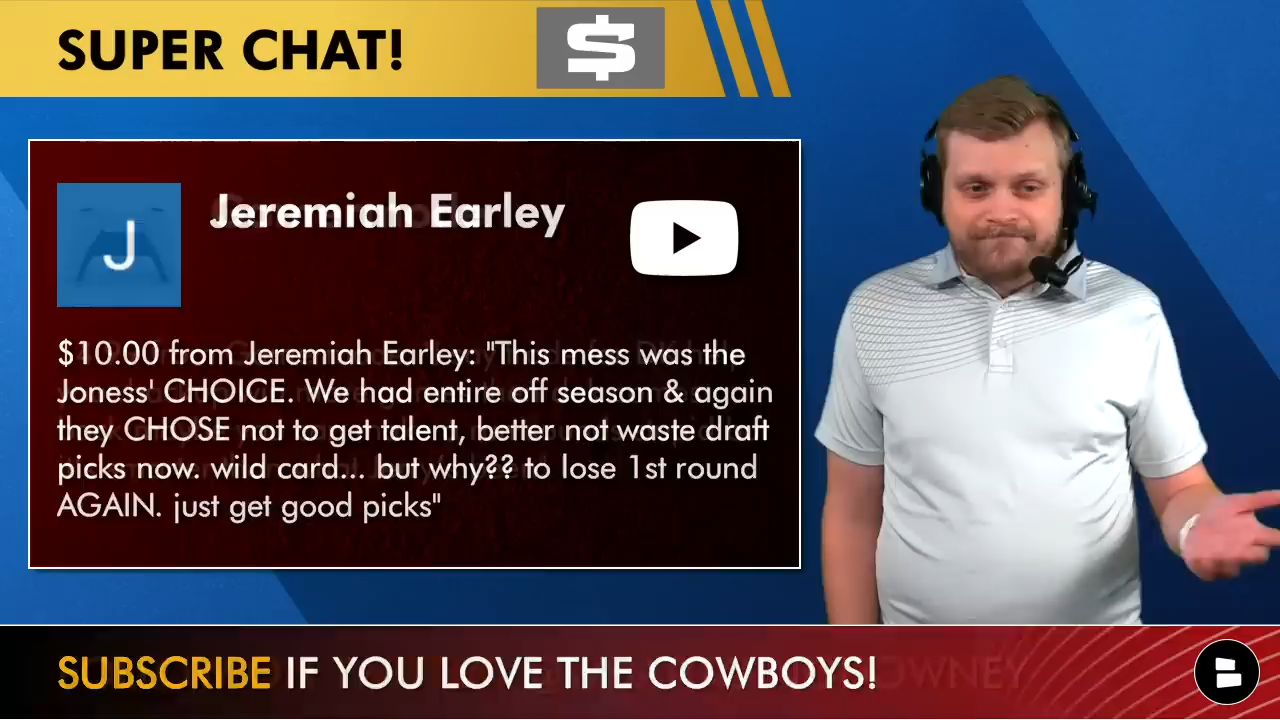 SUPER CHAT!
$
J
Jeremiah Earley
$10.00 from Jeremiah Earley: "This mess was the
Joness' CHOICE. We had entire off season & again
they CHOSE not to get talent, better not waste draft
picks now. wild card... but why?? to lose 1st round
AGAIN. just get good picks"
SUBSCRIBE IF YOU LOVE THE COWBOYS!
OWNEY